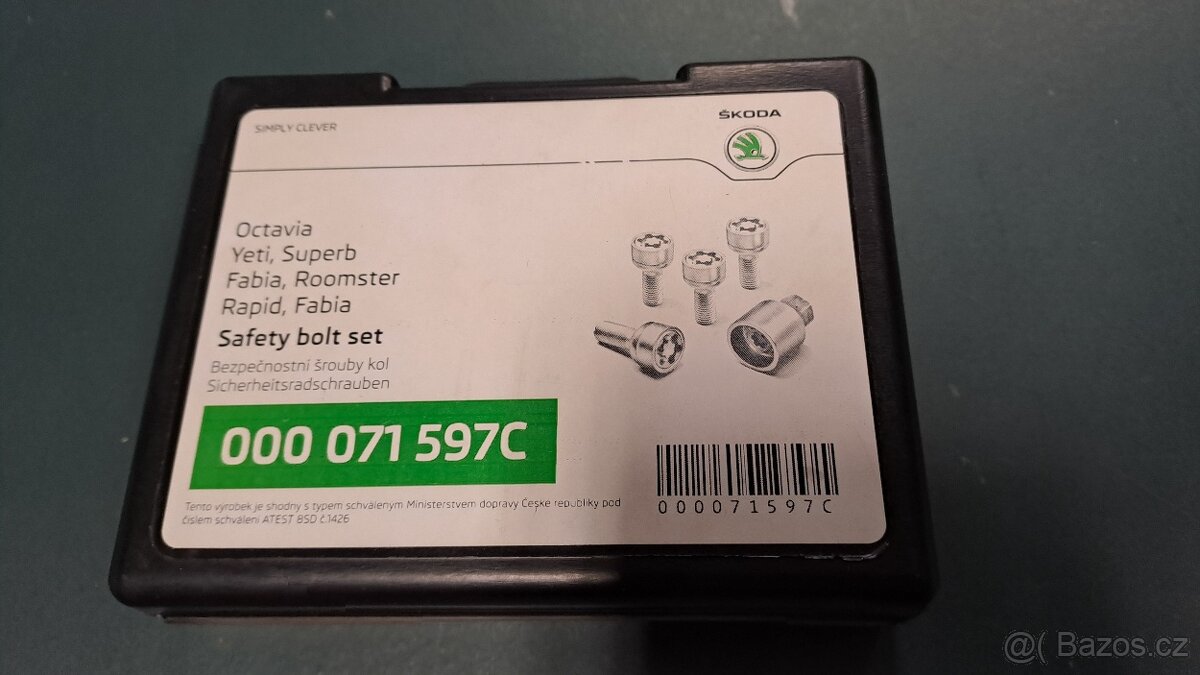 SIMPLY CLEVER
ŠKODA
Octavia
Yeti, Superb
Fabia, Roomster
Rapid, Fabia
Safety bolt set
Bezpečnostní šrouby kol
Sicherheitsradschrauben
000 071 597C
000071597C
Tento výrobek je shodný s typem schváleným Ministerstvem dopravy České republiky pod
číslem schválení ATEST 8SD č.1426
@( Bazos.cz